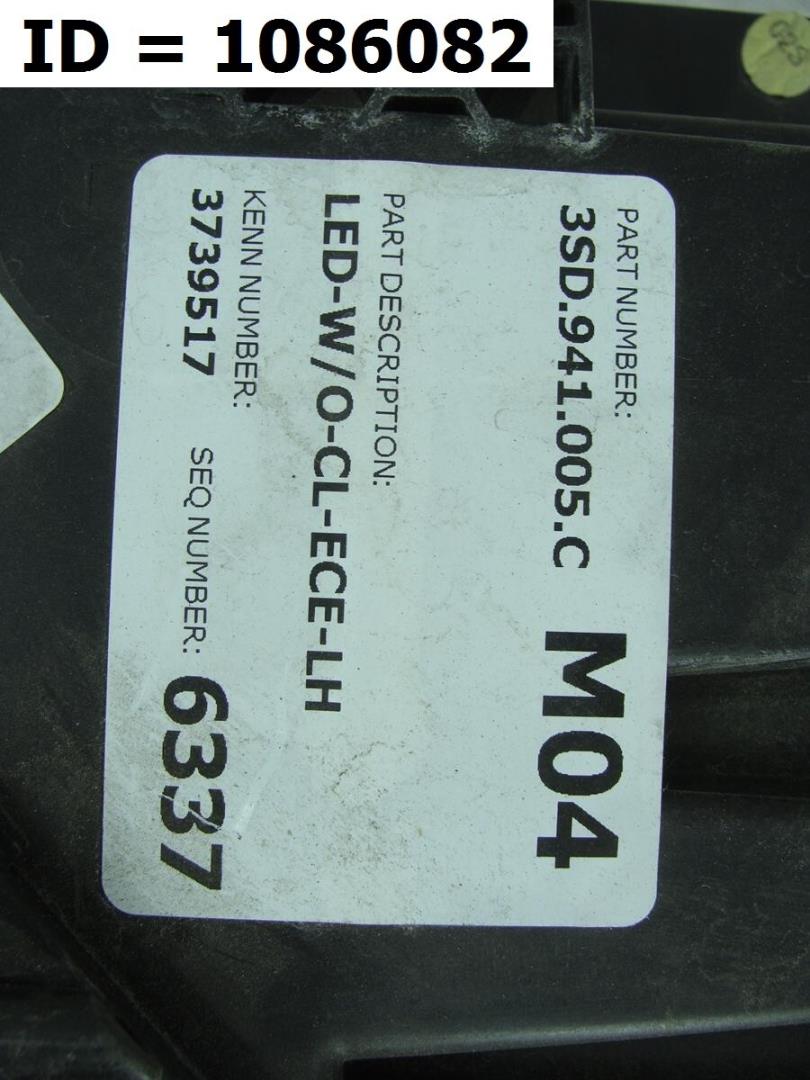 ID = 1086082
PART NUMBER:
3SD.941.005.C M04
PART DESCRIPTION:
LED-W/O-CL-ECE-LH
KENN NUMBER:
3739517 SEQ NUMBER: 6337